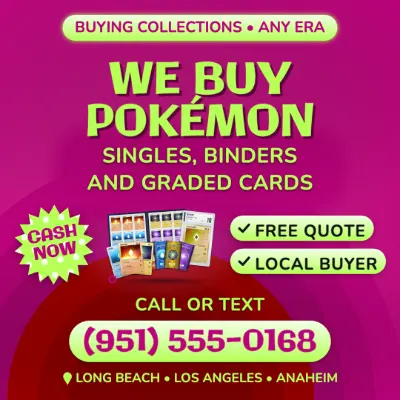 BUYING COLLECTIONS • ANY ERA
WE BUY
POKÉMON
SINGLES, BINDERS
AND GRADED CARDS
CASH
NOW
✓ FREE QUOTE
✓ LOCAL BUYER
CALL OR TEXT
(951) 555-0168
LONG BEACH • LOS ANGELES • ANAHEIM